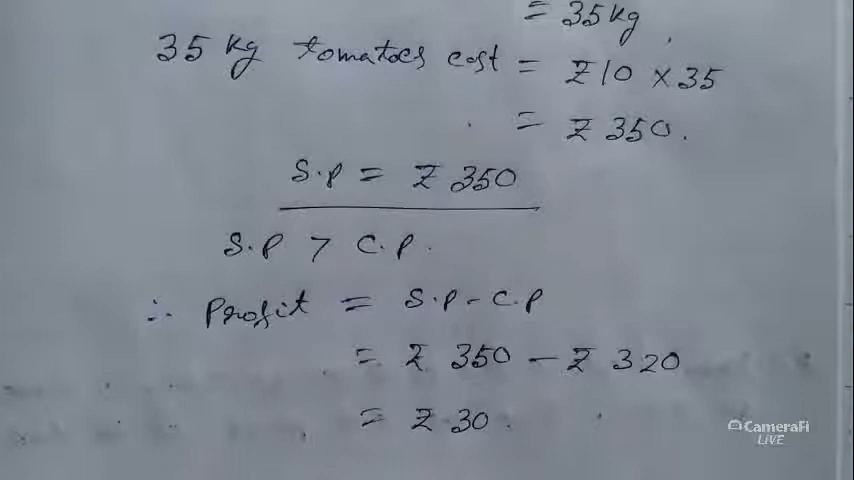 = 35 kg
35 kg tomatoes cost = ₹10 × 35
= ₹ 350.
S.P = ₹ 350
S.P > C.P.
∴ Profit = S.P - C.P
= ₹ 350 - ₹ 320
= ₹ 30.
CameraFi
LIVE